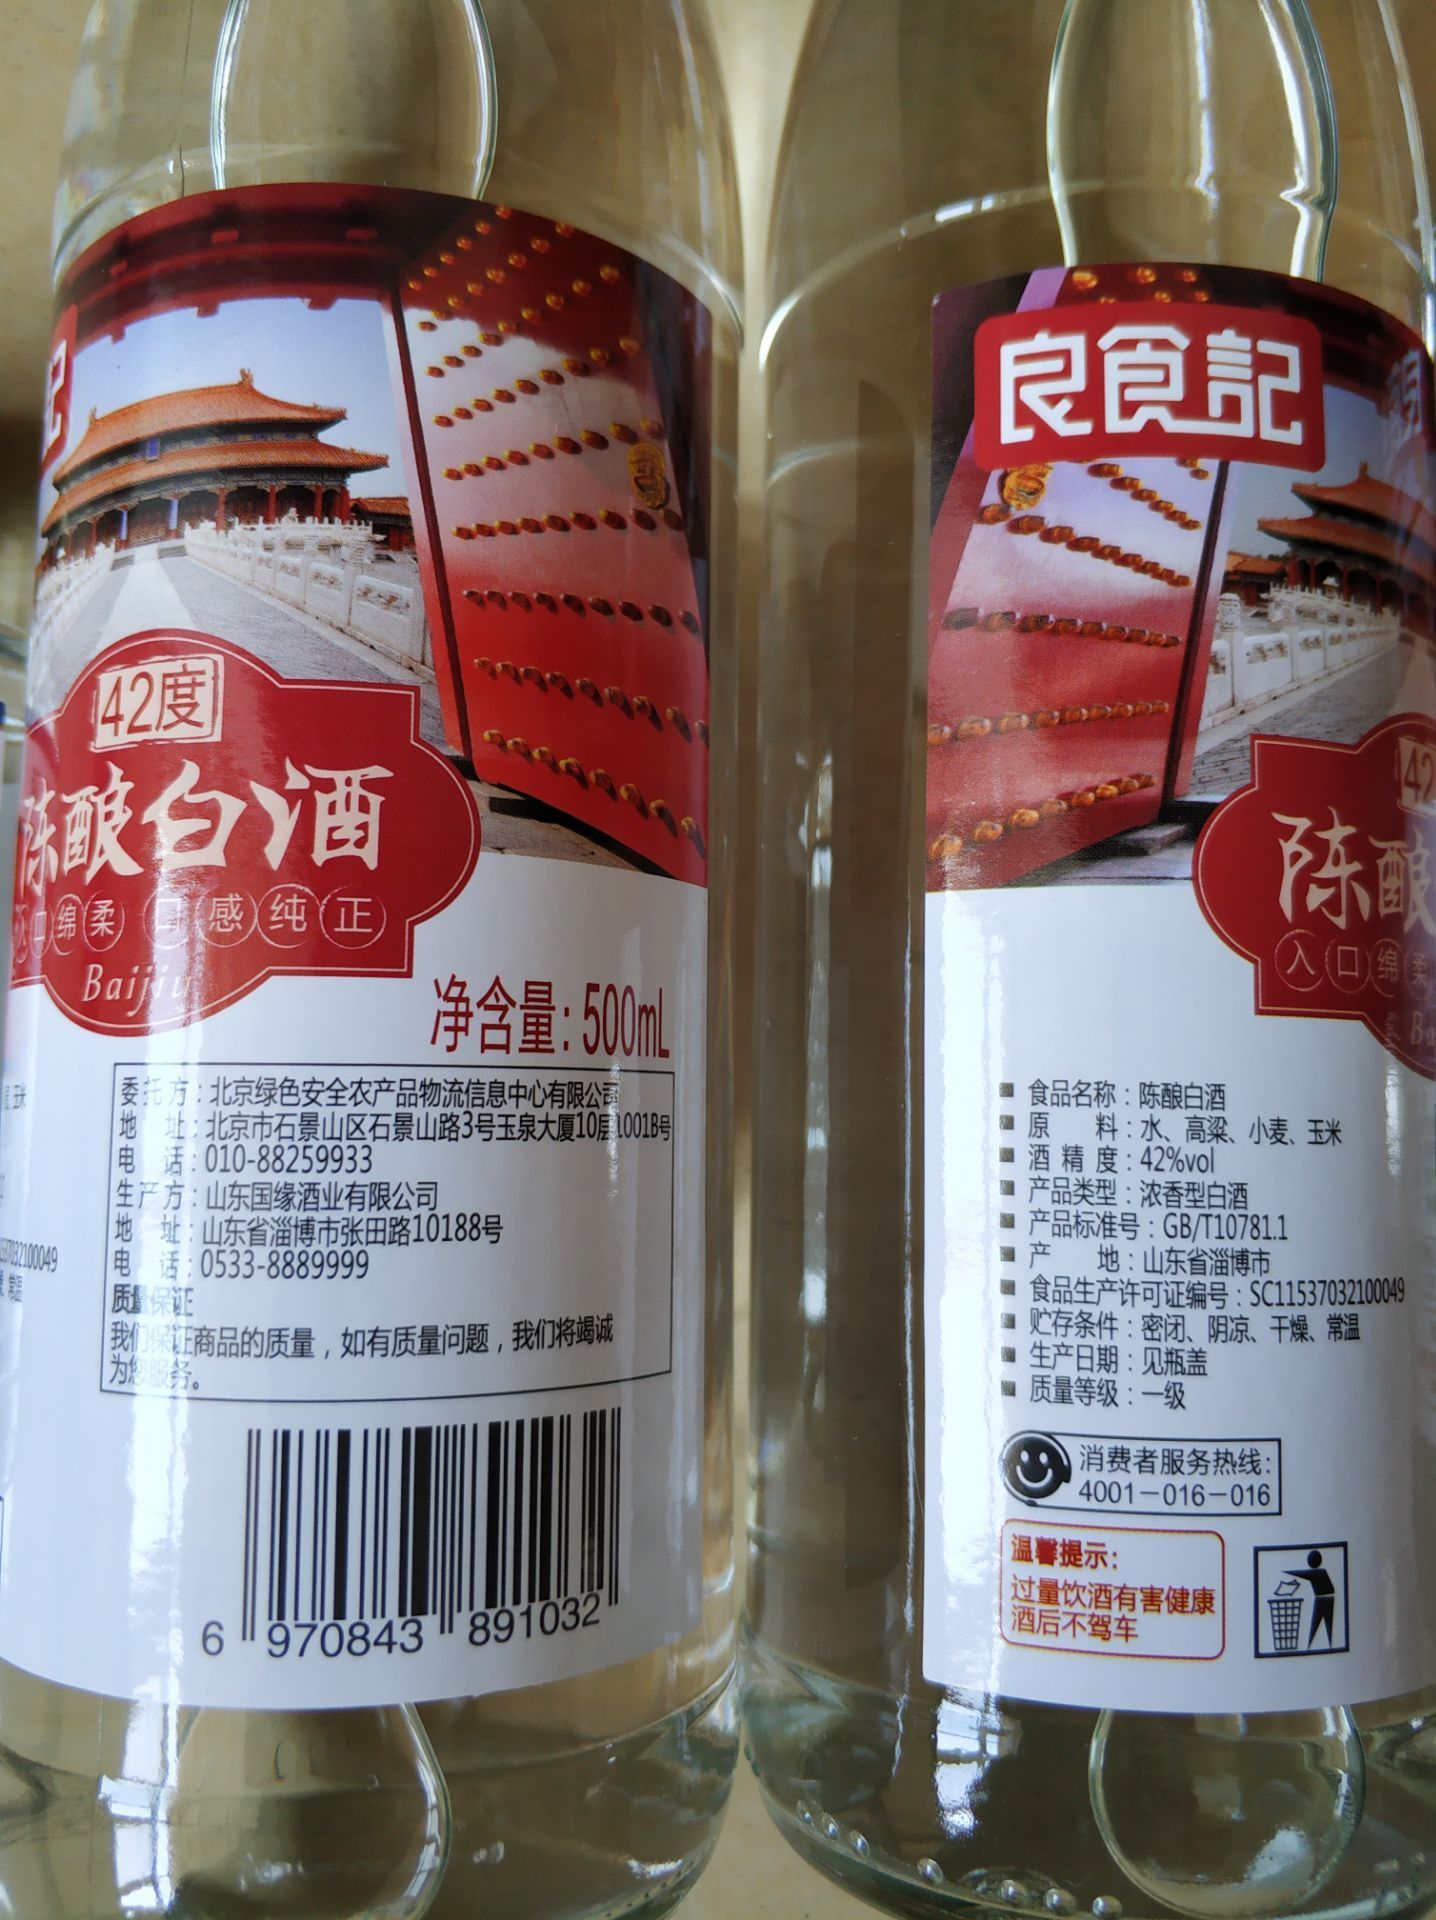 42度
陈酿白酒
入口绵柔 口感纯正
Baijiu
净含量:500mL
委托方:北京绿色安全农产品物流信息中心有限公司
地址:北京市石景山区石景山路3号玉泉大厦10层1001B号
电话:010-88259933
生产方:山东国缘酒业有限公司
地址:山东省淄博市张田路10188号
电话:0533-8889999
质量保证
我们保证商品的质量，如有质量问题，我们将竭诚
为您服务。
6 970843 891032
良食記
42
陈酿
入口绵柔
Ba
食品名称:陈酿白酒
原料:水、高粱、小麦、玉米
酒精度:42%vol
产品类型:浓香型白酒
产品标准号:GB/T10781.1
产地:山东省淄博市
食品生产许可证编号:SC11537032100049
贮存条件:密闭、阴凉、干燥、常温
生产日期:见瓶盖
质量等级:一级
消费者服务热线:
4001-016-016
温馨提示:
过量饮酒有害健康
酒后不驾车